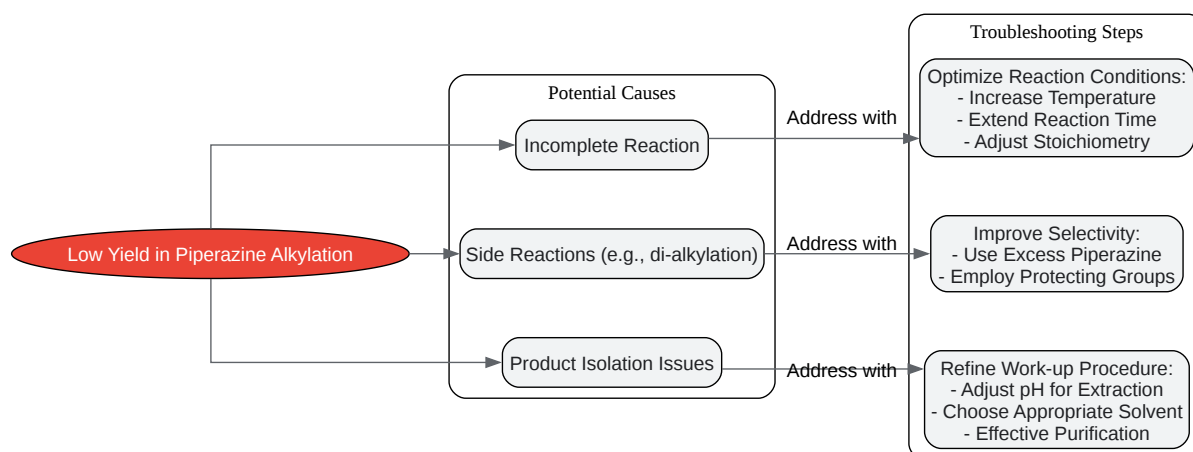 Troubleshooting Steps
Potential Causes
Low Yield in Piperazine Alkylation
Incomplete Reaction
Address with
Optimize Reaction Conditions:
- Increase Temperature
- Extend Reaction Time
- Adjust Stoichiometry
Side Reactions (e.g., di-alkylation)
Address with
Improve Selectivity:
- Use Excess Piperazine
- Employ Protecting Groups
Product Isolation Issues
Address with
Refine Work-up Procedure:
- Adjust pH for Extraction
- Choose Appropriate Solvent
- Effective Purification